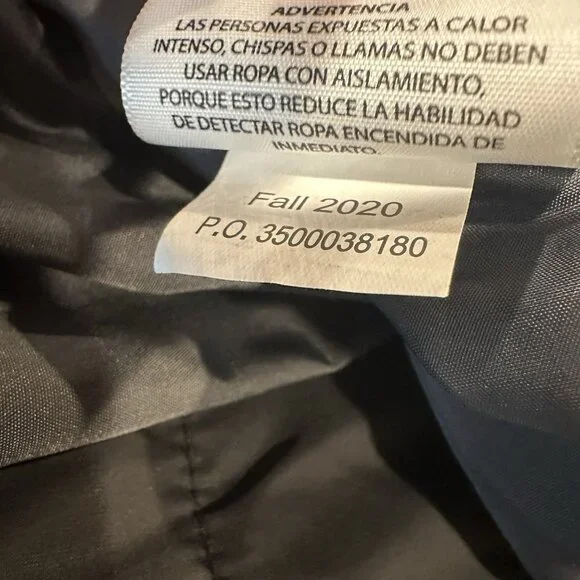 ADVERTENCIA
LAS PERSONAS EXPUESTAS A CALOR
INTENSO, CHISPAS O LLAMAS NO DEBEN
USAR ROPA CON AISLAMIENTO,
PORQUE ESTO REDUCE LA HABILIDAD
DE DETECTAR ROPA ENCENDIDA DE
INMEDIATO.
Fall 2020
P.O. 3500038180